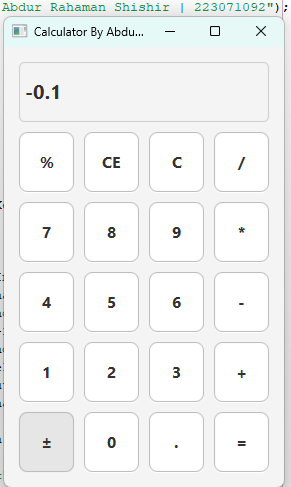 Abdur Rahaman Shishir | 223071092");
Calculator By Abdu...
-0.1
% CE C /
7 8 9 *
4 5 6 -
1 2 3 +
± 0 . =